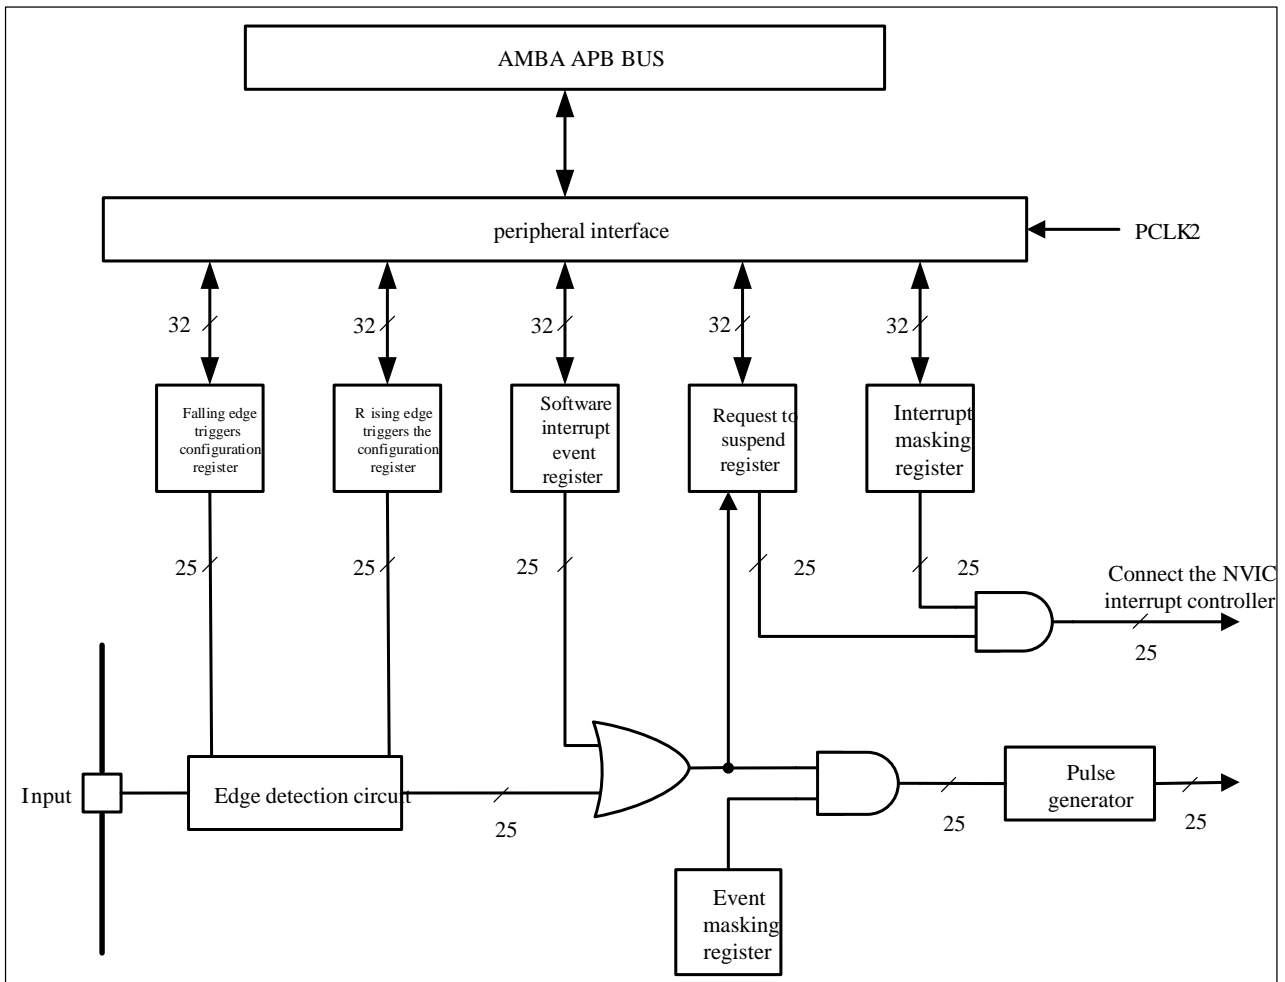 AMBA APB BUS
peripheral interface
PCLK2
32
32
32
32
32
Falling edge
triggers
configuration
register
R ising edge
triggers the
configuration
register
Software
interrupt
event
register
Request to
suspend
register
Interrupt
masking
register
25
25
25
25
25
Connect the NVIC
interrupt controller
25
Input
Edge detection circuit
25
25
Pulse
generator
25
Event
masking
register